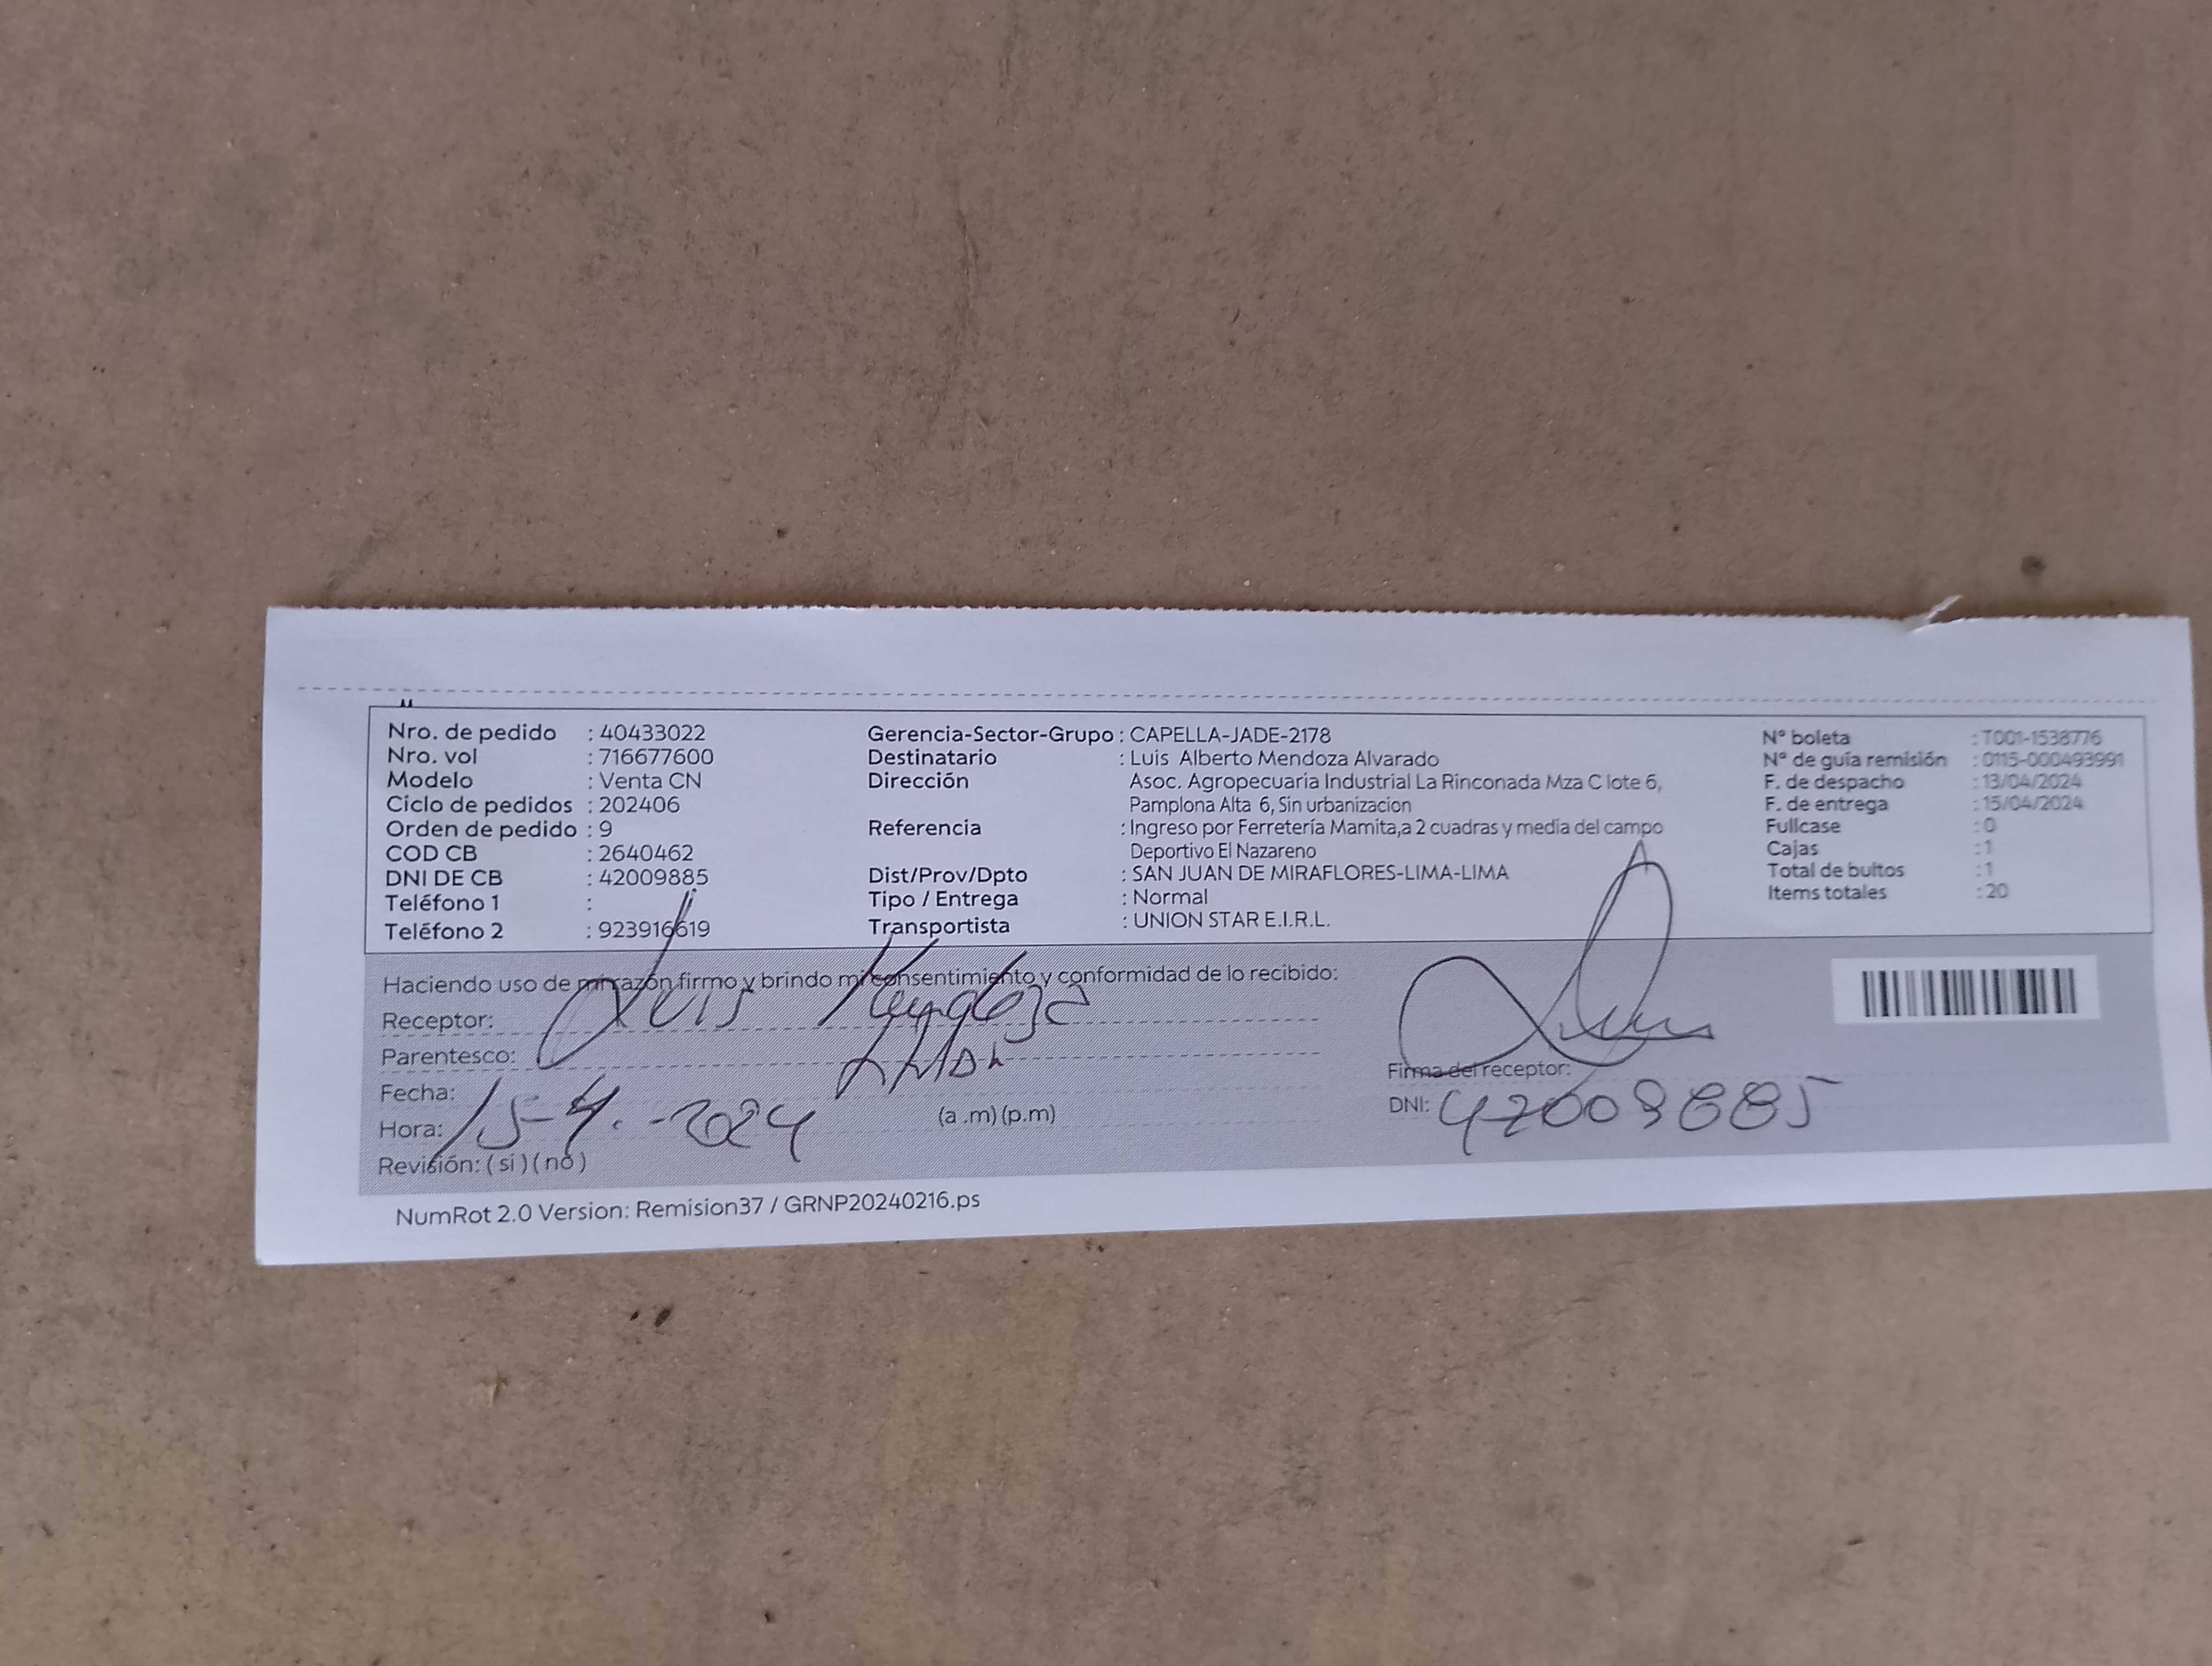 Nro. de pedido : 40433022
Nro. vol : 716677600
Modelo : Venta CN
Ciclo de pedidos : 202406
Orden de pedido : 9
COD CB : 2640462
DNI DE CB : 42009885
Teléfono 1 :
Teléfono 2 : 923916619
Gerencia-Sector-Grupo : CAPELLA-JADE-2178
Destinatario : Luis Alberto Mendoza Alvarado
Dirección Asoc. Agropecuaria Industrial La Rinconada Mza C lote 6,
Pamplona Alta 6, Sin urbanizacion
Referencia : Ingreso por Ferretería Mamita,a 2 cuadras y media del campo
Deportivo El Nazareno
Dist/Prov/Dpto : SAN JUAN DE MIRAFLORES-LIMA-LIMA
Tipo / Entrega : Normal
Transportista : UNION STAR E.I.R.L.
N° boleta : T001-1538776
N° de guía remisión : 0115-000493991
F. de despacho : 13/04/2024
F. de entrega : 15/04/2024
Fullcase : 0
Cajas : 1
Total de bultos : 1
Items totales : 20
Haciendo uso de mi razón firmo y brindo mi consentimiento y conformidad de lo recibido:
Receptor: Luis Mendoza
Parentesco:
Fecha: 15-4.-2024
Hora: (a .m) (p.m)
Revisión: ( si ) ( no )
Firma del receptor:
DNI: 42009885
NumRot 2.0 Version: Remision37 / GRNP20240216.ps